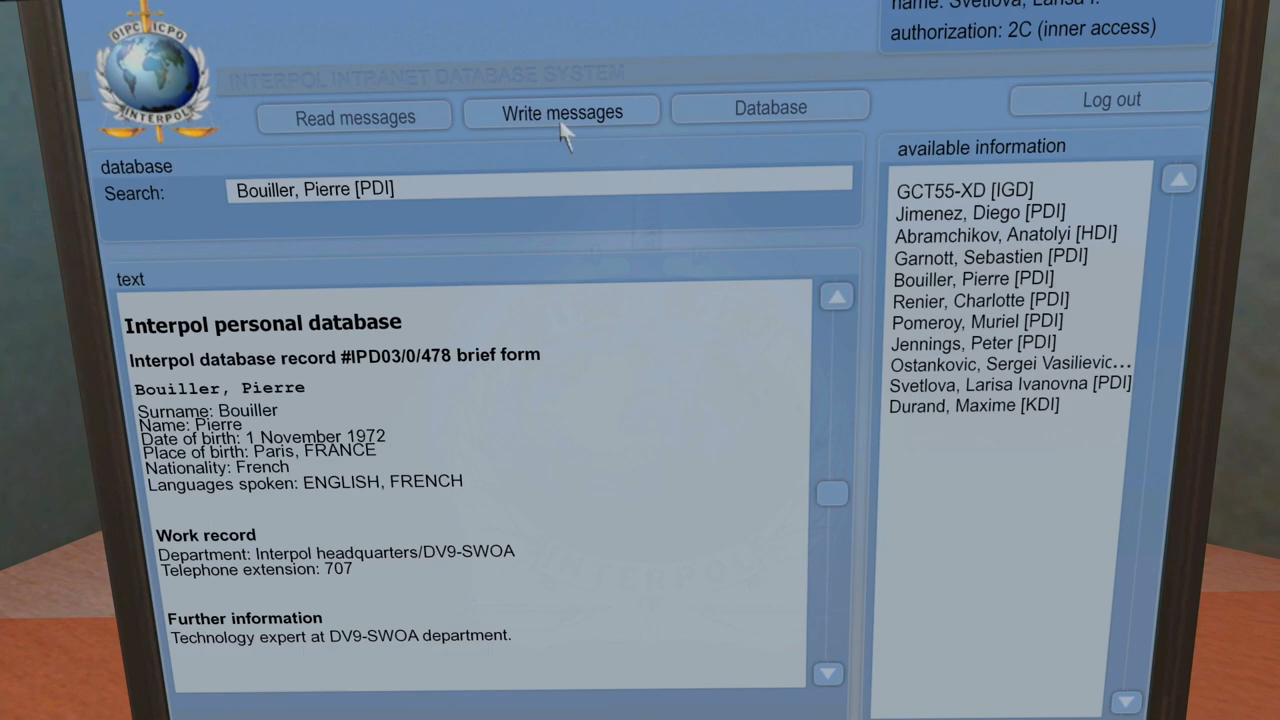 name: Svetlova, Larisa I.
authorization: 2C (inner access)
OIPC ICPO
INTERPOL
INTERPOL INTRANET DATABASE SYSTEM
Read messages
Write messages
Database
Log out
database
Search:
Bouiller, Pierre [PDI]
text
Interpol personal database
Interpol database record #IPD03/0/478 brief form
Bouiller, Pierre
Surname: Bouiller
Name: Pierre
Date of birth: 1 November 1972
Place of birth: Paris, FRANCE
Nationality: French
Languages spoken: ENGLISH, FRENCH
Work record
Department: Interpol headquarters/DV9-SWOA
Telephone extension: 707
Further information
Technology expert at DV9-SWOA department.
INTERPOL
available information
GCT55-XD [IGD]
Jimenez, Diego [PDI]
Abramchikov, Anatolyi [HDI]
Garnott, Sebastien [PDI]
Bouiller, Pierre [PDI]
Renier, Charlotte [PDI]
Pomeroy, Muriel [PDI]
Jennings, Peter [PDI]
Ostankovic, Sergei Vasilievic...
Svetlova, Larisa Ivanovna [PDI]
Durand, Maxime [KDI]